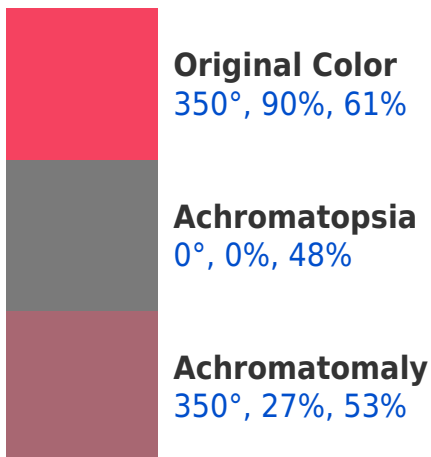 Original Color
350°, 90%, 61%
Achromatopsia
0°, 0%, 48%
Achromatomaly
350°, 27%, 53%